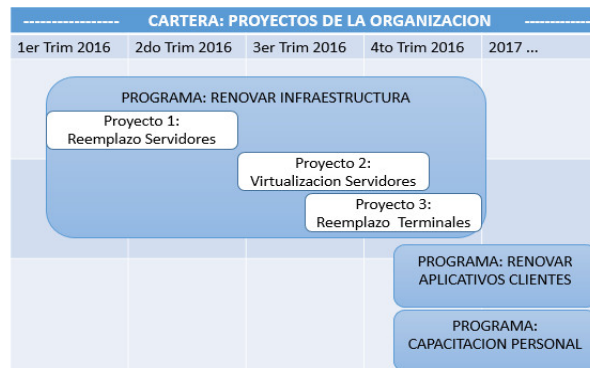 ----------------- CARTERA: PROYECTOS DE LA ORGANIZACION -------------
1er Trim 2016 2do Trim 2016 3er Trim 2016 4to Trim 2016 2017 ...
PROGRAMA: RENOVAR INFRAESTRUCTURA
Proyecto 1:
Reemplazo Servidores
Proyecto 2:
Virtualizacion Servidores
Proyecto 3:
Reemplazo Terminales
PROGRAMA: RENOVAR
APLICATIVOS CLIENTES
PROGRAMA:
CAPACITACION PERSONAL